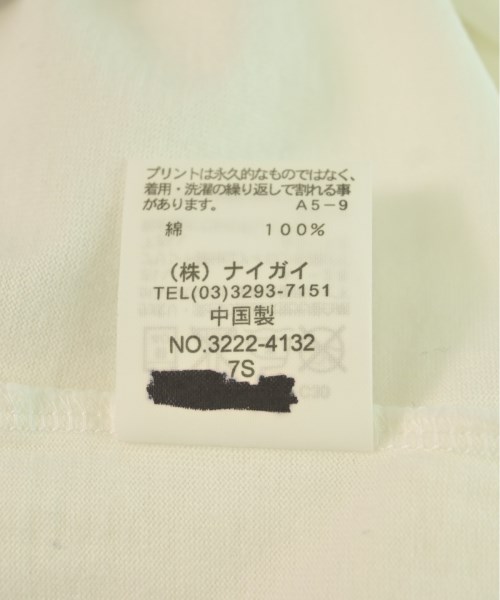 プリントは永久的なものではなく、
着用・洗濯の繰り返しで割れる事
があります。 A5-9
綿 100%
(株) ナイガイ
TEL(03)3293-7151
中国製
NO.3222-4132
7S